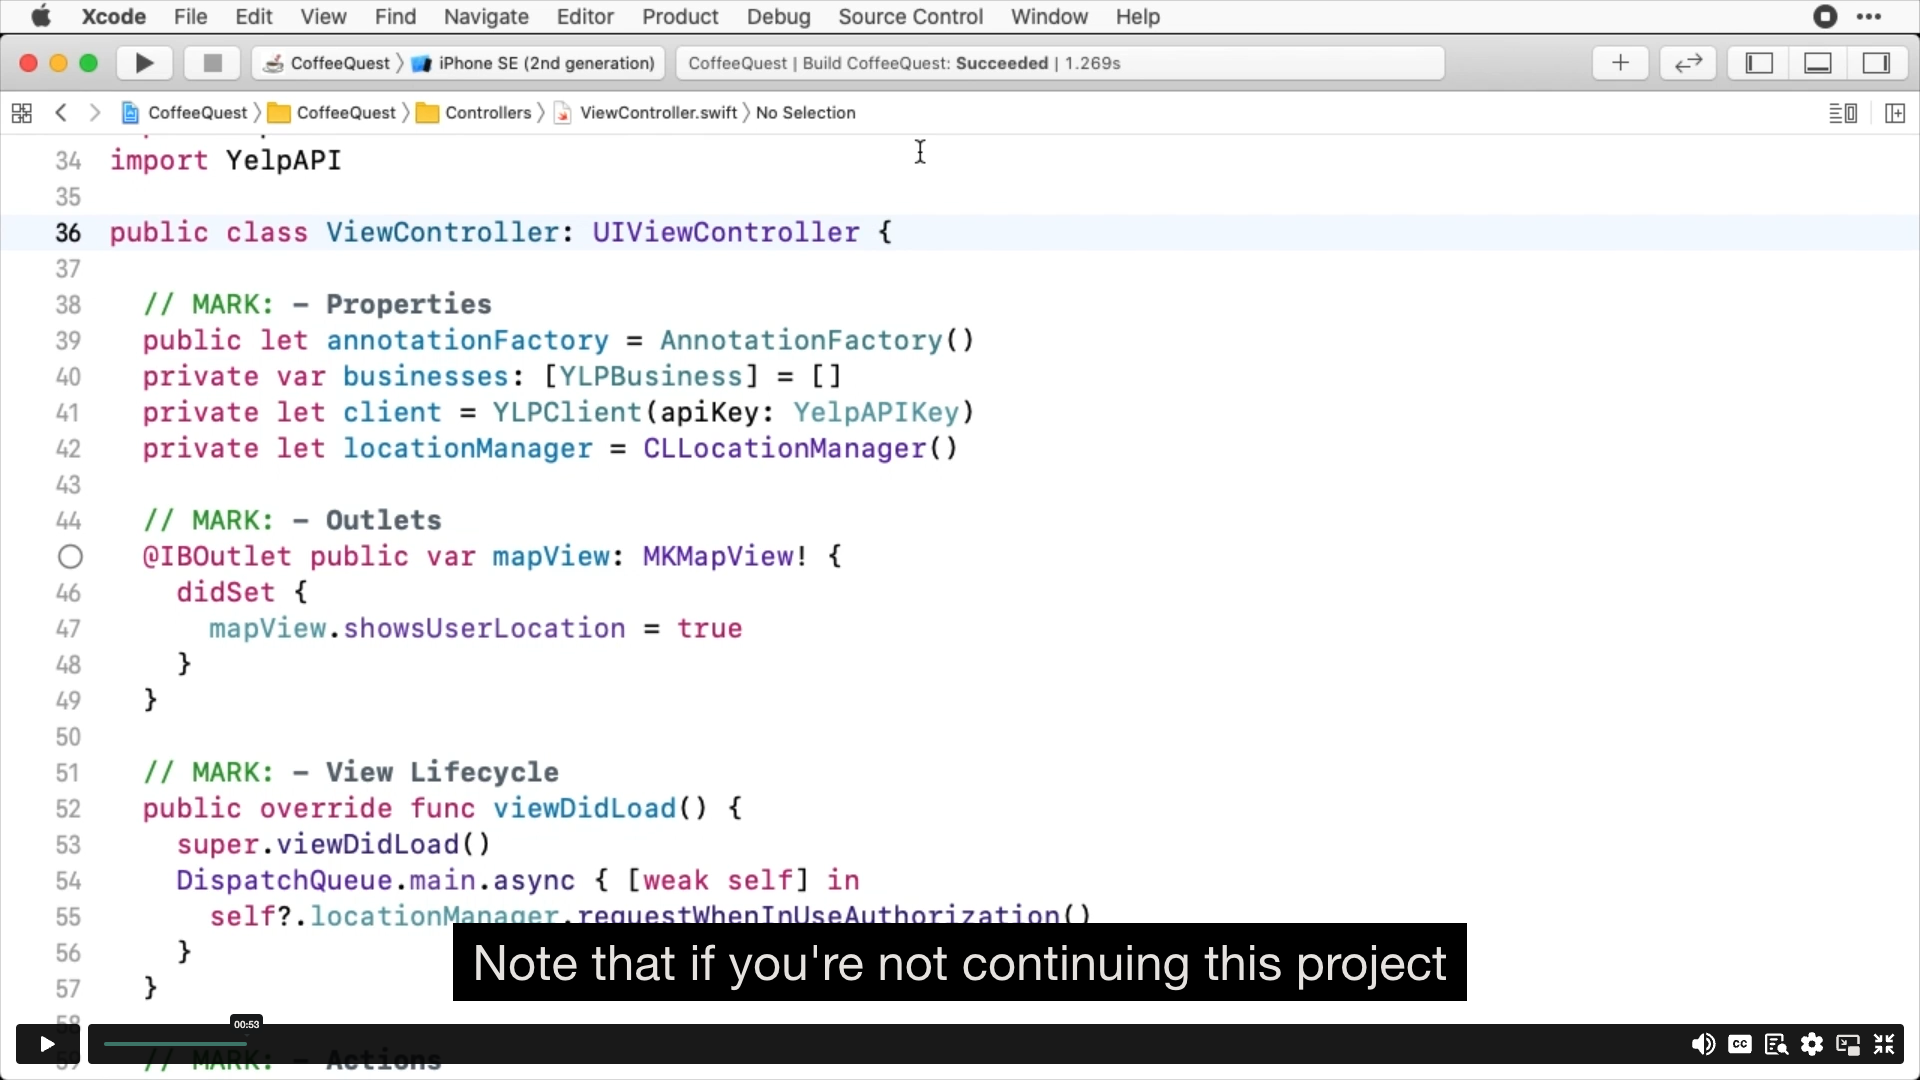 Xcode File Edit View Find Navigate Editor Product Debug Source Control Window Help
CoffeeQuest iPhone SE (2nd generation) CoffeeQuest | Build CoffeeQuest: Succeeded | 1.269s
CoffeeQuest CoffeeQuest Controllers ViewController.swift No Selection
34 import YelpAPI
35
36 public class ViewController: UIViewController {
37
38 // MARK: - Properties
39 public let annotationFactory = AnnotationFactory()
40 private var businesses: [YLPBusiness] = []
41 private let client = YLPClient(apiKey: YelpAPIKey)
42 private let locationManager = CLLocationManager()
43
44 // MARK: - Outlets
@IBOutlet public var mapView: MKMapView! {
46 didSet {
47 mapView.showsUserLocation = true
48 }
49 }
50
51 // MARK: - View Lifecycle
52 public override func viewDidLoad() {
53 super.viewDidLoad()
54 DispatchQueue.main.async { [weak self] in
55 self?.locationManager.requestWhenInUseAuthorization()
56 }
57 }
Note that if you're not continuing this project
58
00:53
59 // MARK: - Actions
CC